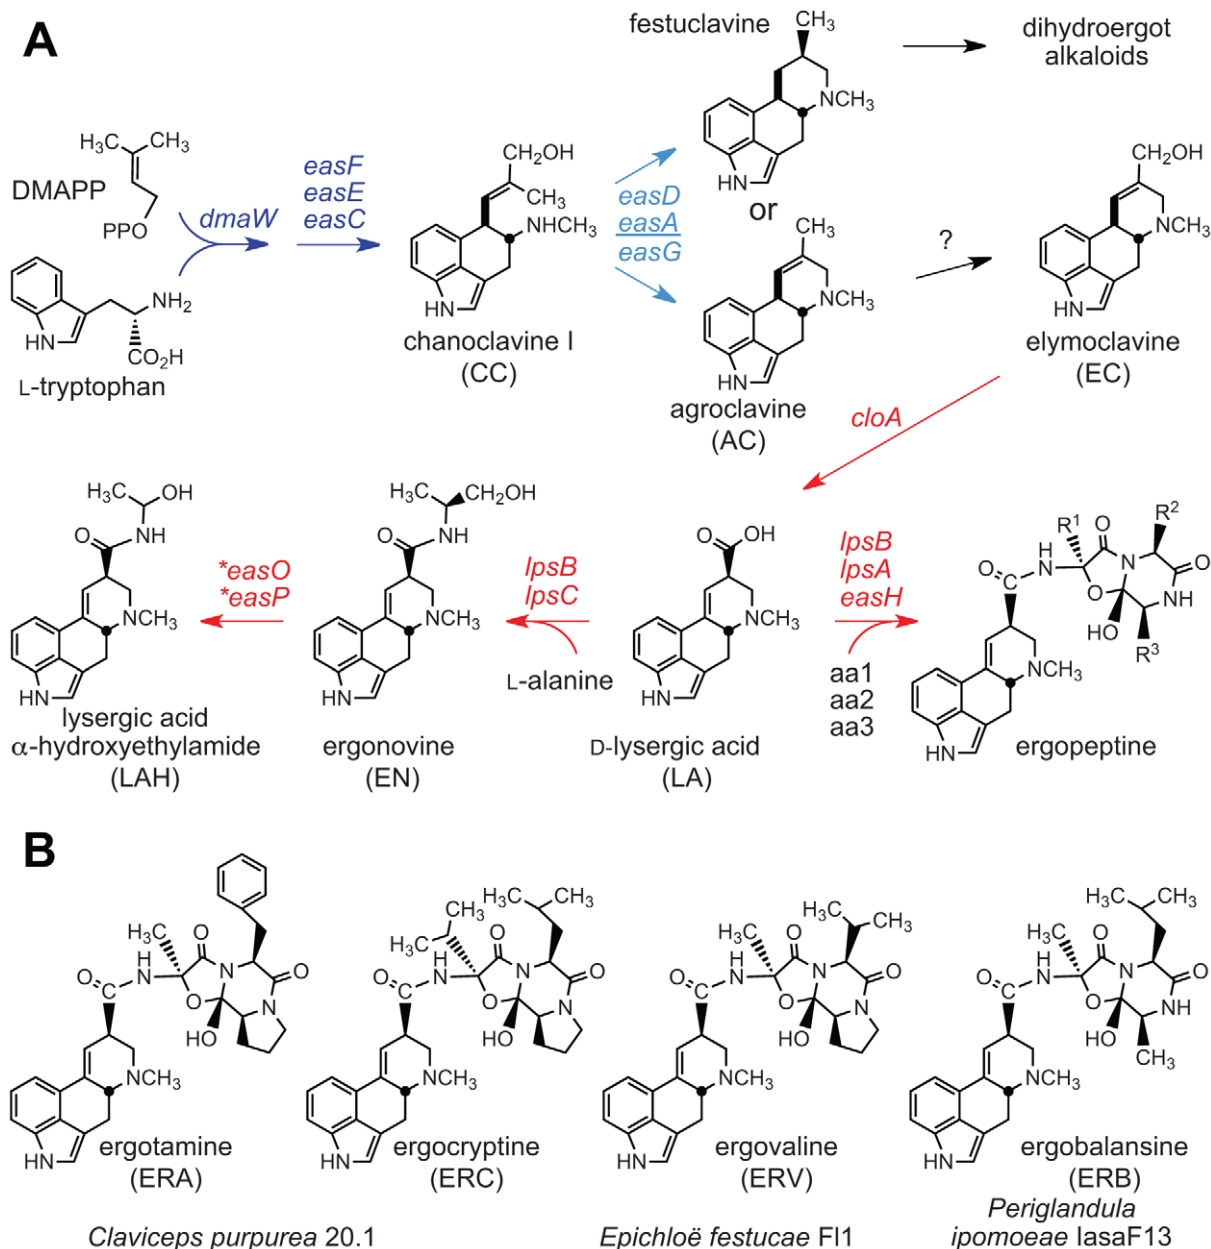 A
festuclavine
CH3
NCH3
HN
dihydroergot
alkaloids
DMAPP
H3C
CH3
PPO
dmaW
easF
easE
easC
CH2OH
CH3
NHCH3
HN
chanoclavine I
(CC)
easD
easA
easG
or
CH3
NCH3
HN
agroclavine
(AC)
?
CH2OH
NCH3
HN
elymoclavine
(EC)
NH2
CO2H
HN
L-tryptophan
cloA
H3C
OH
NH
O
NCH3
HN
lysergic acid
α-hydroxyethylamide
(LAH)
*easO
*easP
H3C
CH2OH
NH
O
NCH3
HN
ergonovine
(EN)
lpsB
lpsC
L-alanine
O
OH
NCH3
HN
D-lysergic acid
(LA)
lpsB
lpsA
easH
aa1
aa2
aa3
R1
O
R2
H
N
N
O
O
C
O
NH
HO
R3
NCH3
HN
ergopeptine
B
H3C
O
H
N
N
O
O
C
O
N
HO
NCH3
HN
ergotamine
(ERA)
H3C
CH3
CH3
H3C
O
H
N
N
O
O
C
O
N
HO
NCH3
HN
ergocryptine
(ERC)
H3C
CH3
H3C
O
H
N
N
O
O
C
O
N
HO
NCH3
HN
ergovaline
(ERV)
H3C
CH3
H3C
O
H
N
N
O
O
C
O
NH
HO
CH3
NCH3
HN
ergobalansine
(ERB)
Claviceps purpurea 20.1
Epichloë festucae Fl1
Periglandula
ipomoeae IasaF13